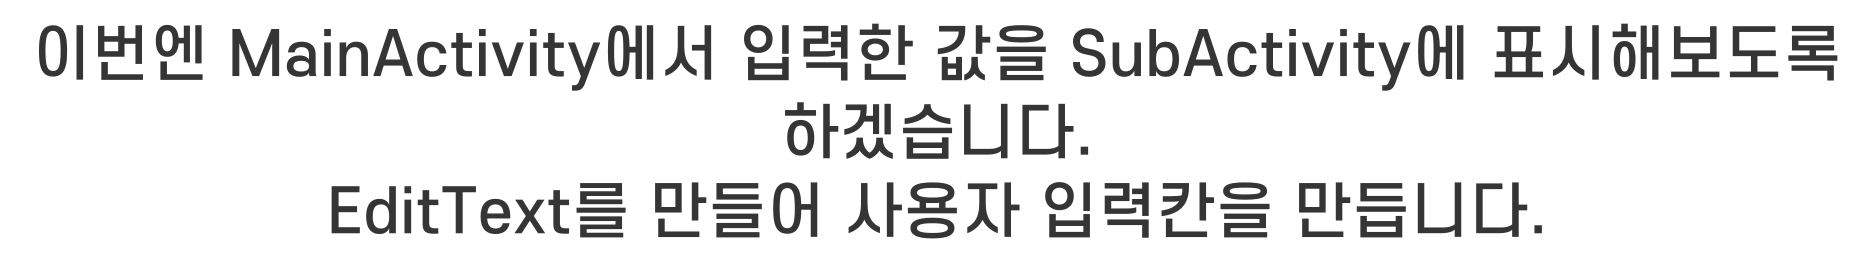 이번엔 MainActivity에서 입력한 값을 SubActivity에 표시해보도록
하겠습니다.
EditText를 만들어 사용자 입력칸을 만듭니다.